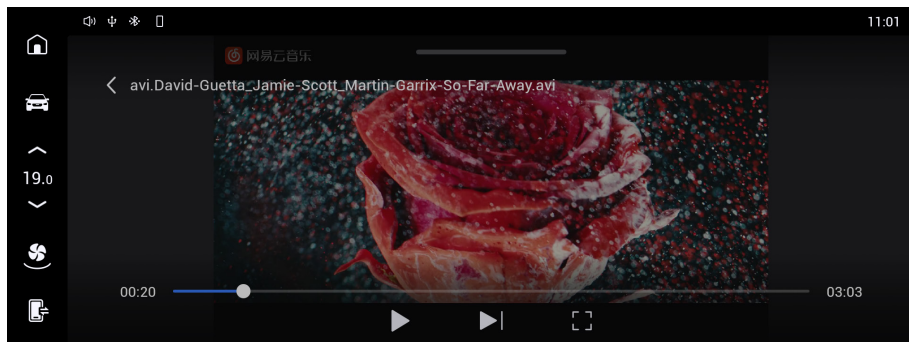 11:01
网易云音乐
avi.David-Guetta_Jamie-Scott_Martin-Garrix-So-Far-Away.avi
19.0
00:20
03:03